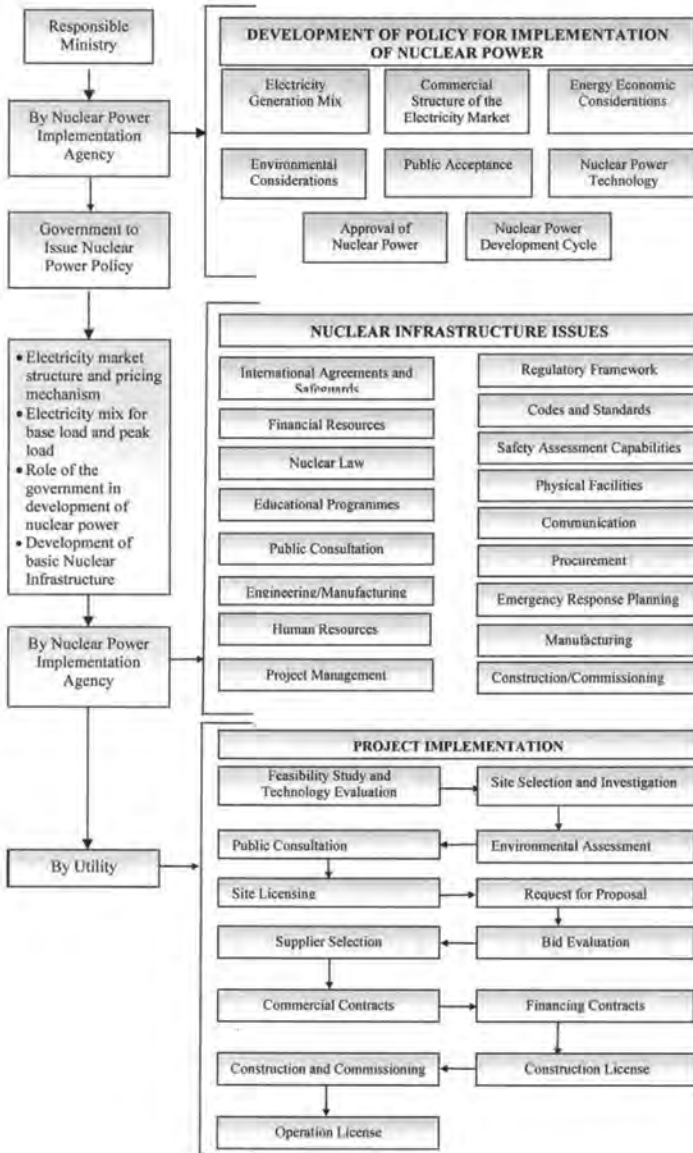 Responsible
Ministry
By Nuclear Power
Implementation
Agency
Government to
Issue Nuclear
Power Policy
• Electricity market
structure and pricing
mechanism
• Electricity mix for
base load and peak
load
• Role of the
government in
development of
nuclear power
• Development of
basic Nuclear
Infrastructure
By Nuclear Power
Implementation
Agency
By Utility
DEVELOPMENT OF POLICY FOR IMPLEMENTATION
OF NUCLEAR POWER
Electricity
Generation Mix
Commercial
Structure of the
Electricity Market
Energy Economic
Considerations
Environmental
Considerations
Public Acceptance
Nuclear Power
Technology
Approval of
Nuclear Power
Nuclear Power
Development Cycle
NUCLEAR INFRASTRUCTURE ISSUES
International Agreements and
Safeguards
Financial Resources
Nuclear Law
Educational Programmes
Public Consultation
Engineering/Manufacturing
Human Resources
Project Management
Regulatory Framework
Codes and Standards
Safety Assessment Capabilities
Physical Facilities
Communication
Procurement
Emergency Response Planning
Manufacturing
Construction/Commissioning
PROJECT IMPLEMENTATION
Feasibility Study and
Technology Evaluation
Site Selection and Investigation
Public Consultation
Environmental Assessment
Site Licensing
Request for Proposal
Supplier Selection
Bid Evaluation
Commercial Contracts
Financing Contracts
Construction and Commissioning
Construction License
Operation License